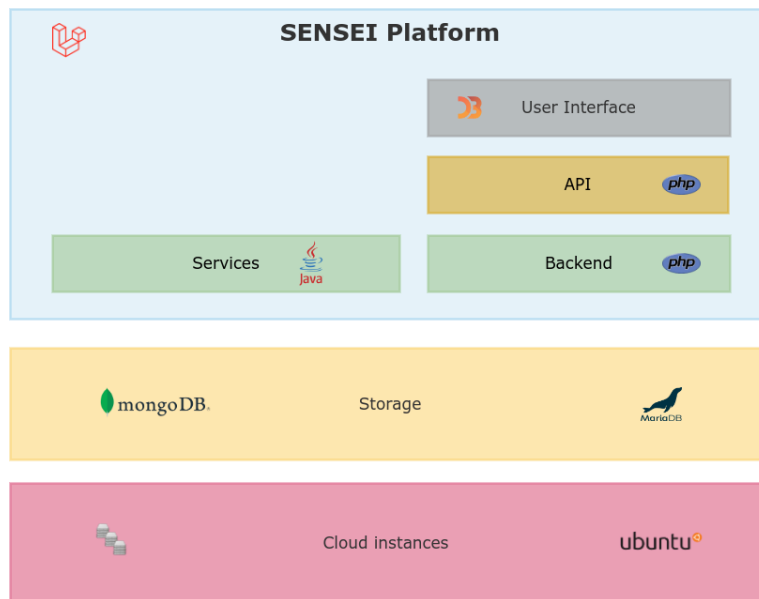 SENSEI Platform
User Interface
API php
Services Java
Backend php
mongoDB. Storage MariaDB
Cloud instances ubuntu